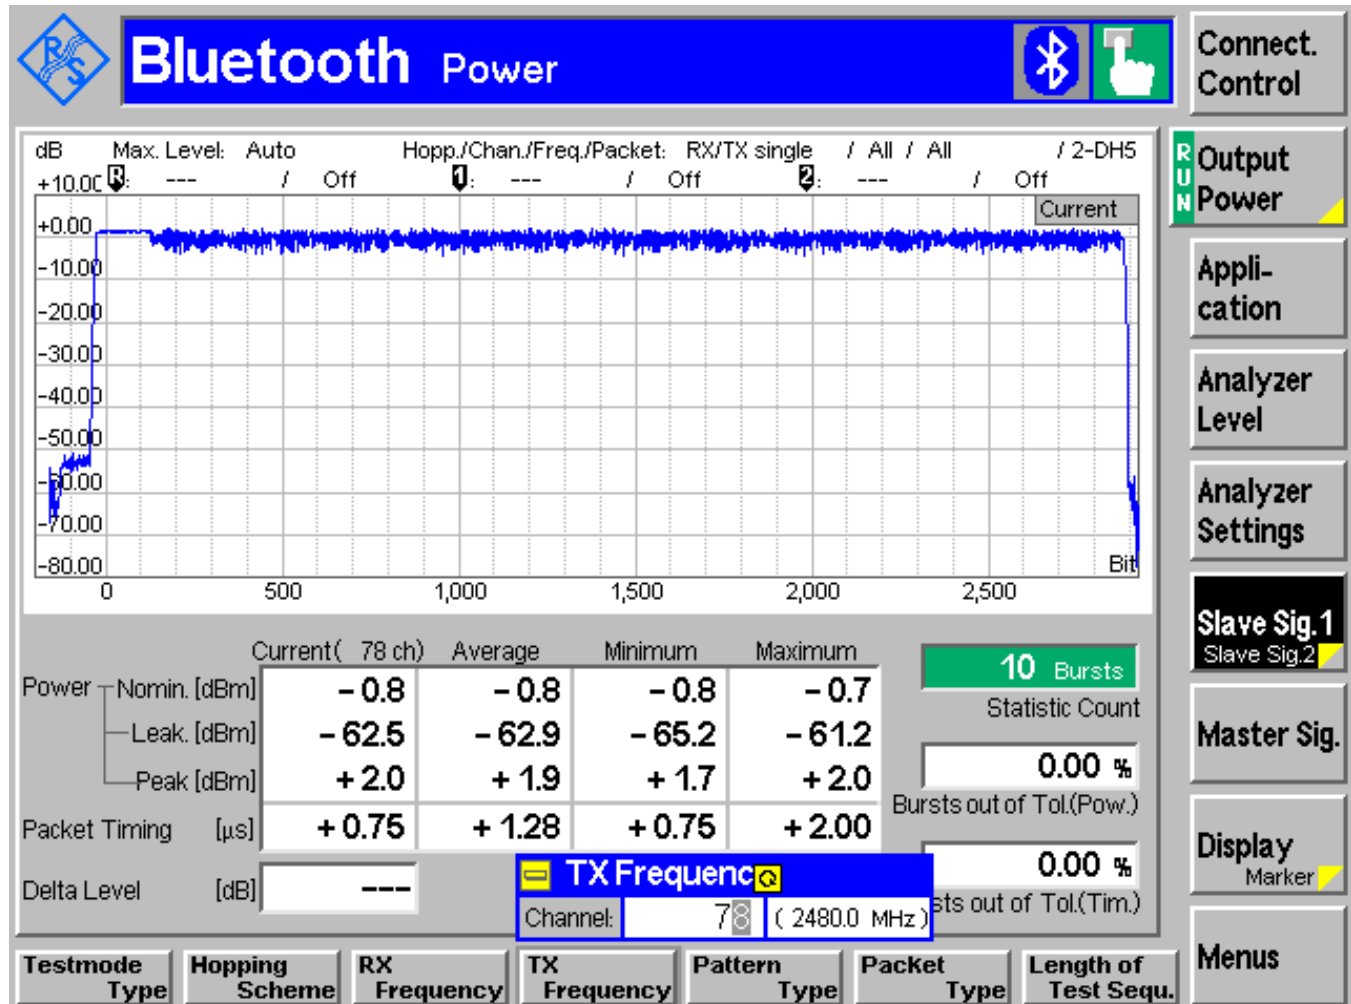 R S
Bluetooth Power
Connect. Control
dB Max. Level: Auto Hopp./Chan./Freq./Packet: RX/TX single / All / All / 2-DH5
+10.00 R: --- / Off 1: --- / Off 2: --- / Off
Current
+0.00
-10.00
-20.00
-30.00
-40.00
-50.00
-60.00
-70.00
-80.00
Bit
0 500 1,000 1,500 2,000 2,500
RUN Output Power
Appli-
cation
Analyzer Level
Analyzer Settings
Slave Sig.1
Slave Sig.2
Master Sig.
Display
Marker
Menus
Current( 78 ch) Average Minimum Maximum
Power Nomin. [dBm] - 0.8 - 0.8 - 0.8 - 0.7
Leak. [dBm] - 62.5 - 62.9 - 65.2 - 61.2
Peak [dBm] + 2.0 + 1.9 + 1.7 + 2.0
Packet Timing [µs] + 0.75 + 1.28 + 0.75 + 2.00
Delta Level [dB] ---
10 Bursts
Statistic Count
0.00 %
Bursts out of Tol.(Pow.)
0.00 %
sts out of Tol.(Tim.)
TX Frequenc
Channel: 78 ( 2480.0 MHz )
Testmode Type
Hopping Scheme
RX Frequency
TX Frequency
Pattern Type
Packet Type
Length of Test Sequ.